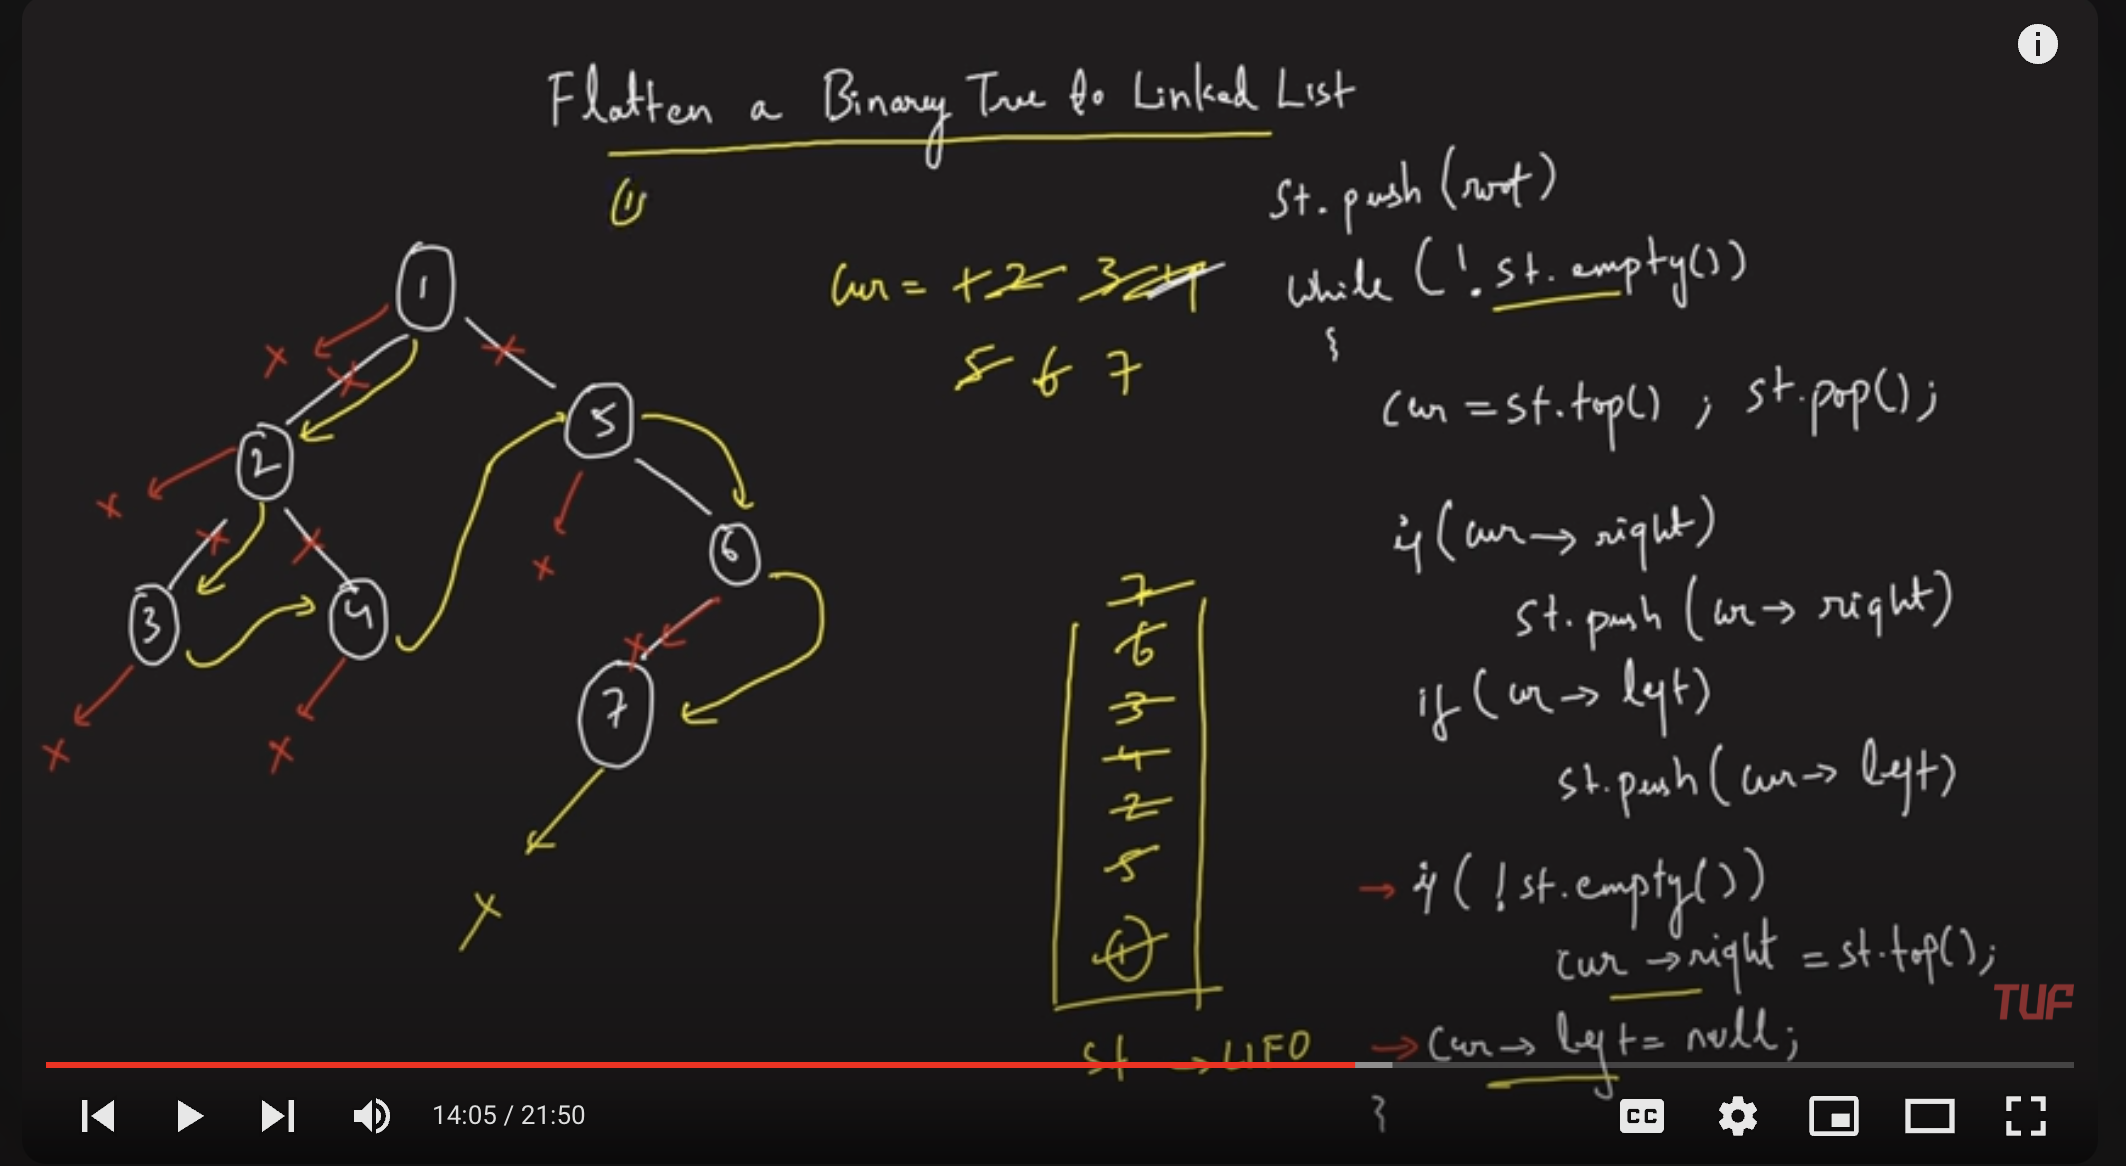 Flatten a Binary Tree to Linked List
(1)
St. push (root)
while (! st. empty())
{
cur = st.top() ; st.pop();
if (cur → right)
st. push (cur → right)
if (cur → left)
st.push (cur → left)
→ if ( ! st. empty())
cur → right = st.top();
→ cur → left = null;
}
cur = 1 2 3 4
5 6 7
1
2
5
3
4
6
7
x
x
x
x
x
x
7
6
3
4
2
5
1
st → LIFO
TUF
14:05 / 21:50
CC
i